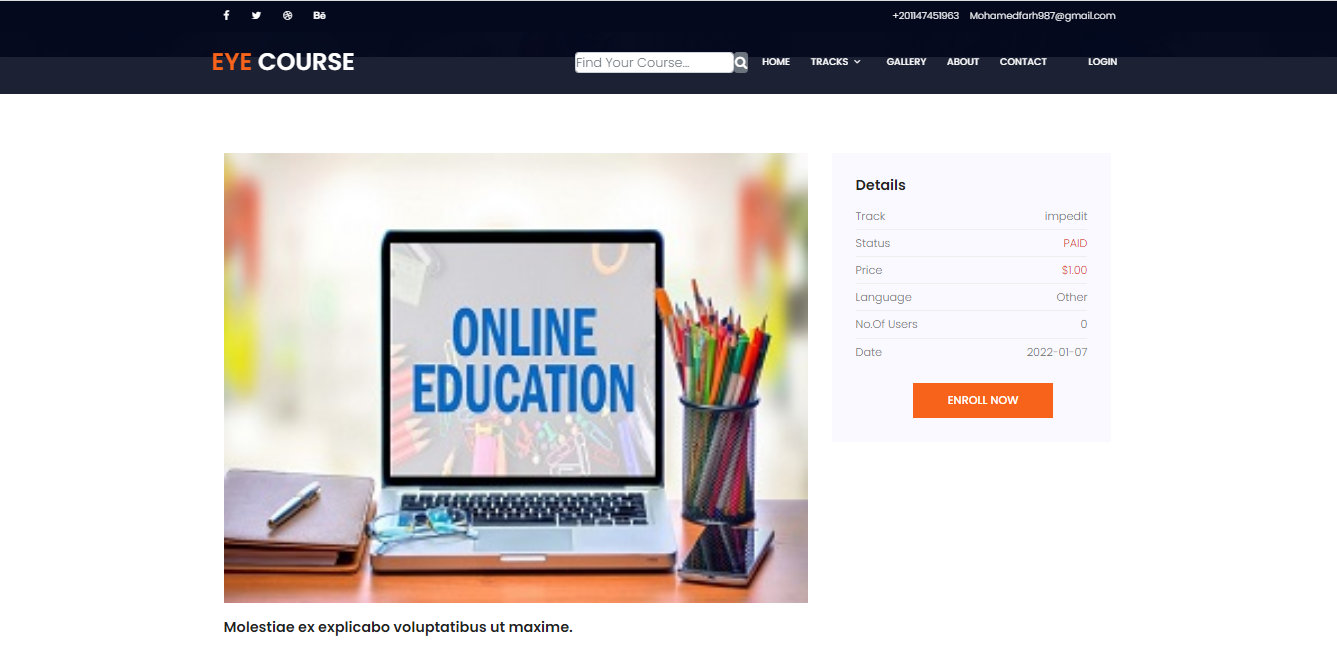 +201147451963 Mohamedfarh987@gmail.com
EYE COURSE
Find Your Course...
HOME TRACKS GALLERY ABOUT CONTACT LOGIN
ONLINE
EDUCATION
Details
Track impedit
Status PAID
Price $1.00
Language Other
No.Of Users 0
Date 2022-01-07
ENROLL NOW
Molestiae ex explicabo voluptatibus ut maxime.